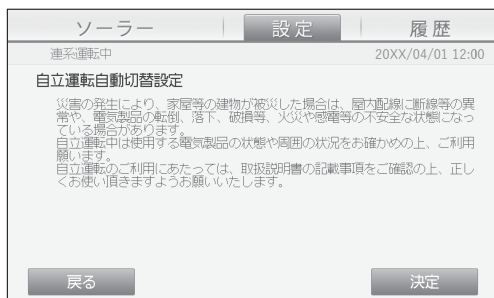 ソーラー 設定 履歴
連系運転中 20XX/04/01 12:00
自立運転自動切替設定
災害の発生により、家屋等の建物が被災した場合は、屋内配線に断線等の異
常や、電気製品の転倒、落下、破損等、火災や感電等の不安全な状態になっ
ている場合があります。
自立運転中は使用する電気製品の状態や周囲の状況をお確かめの上、ご利用
願います。
自立運転のご利用にあたっては、取扱説明書の記載事項をご確認の上、正し
くお使い頂きますようお願いいたします。
戻る 決定